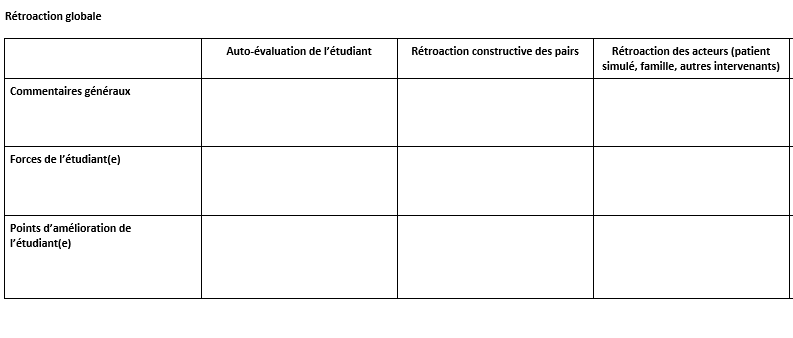 Rétroaction globale
Auto-évaluation de l’étudiant
Rétroaction constructive des pairs
Rétroaction des acteurs (patient
simulé, famille, autres intervenants)
Commentaires généraux
Forces de l’étudiant(e)
Points d’amélioration de
l’étudiant(e)